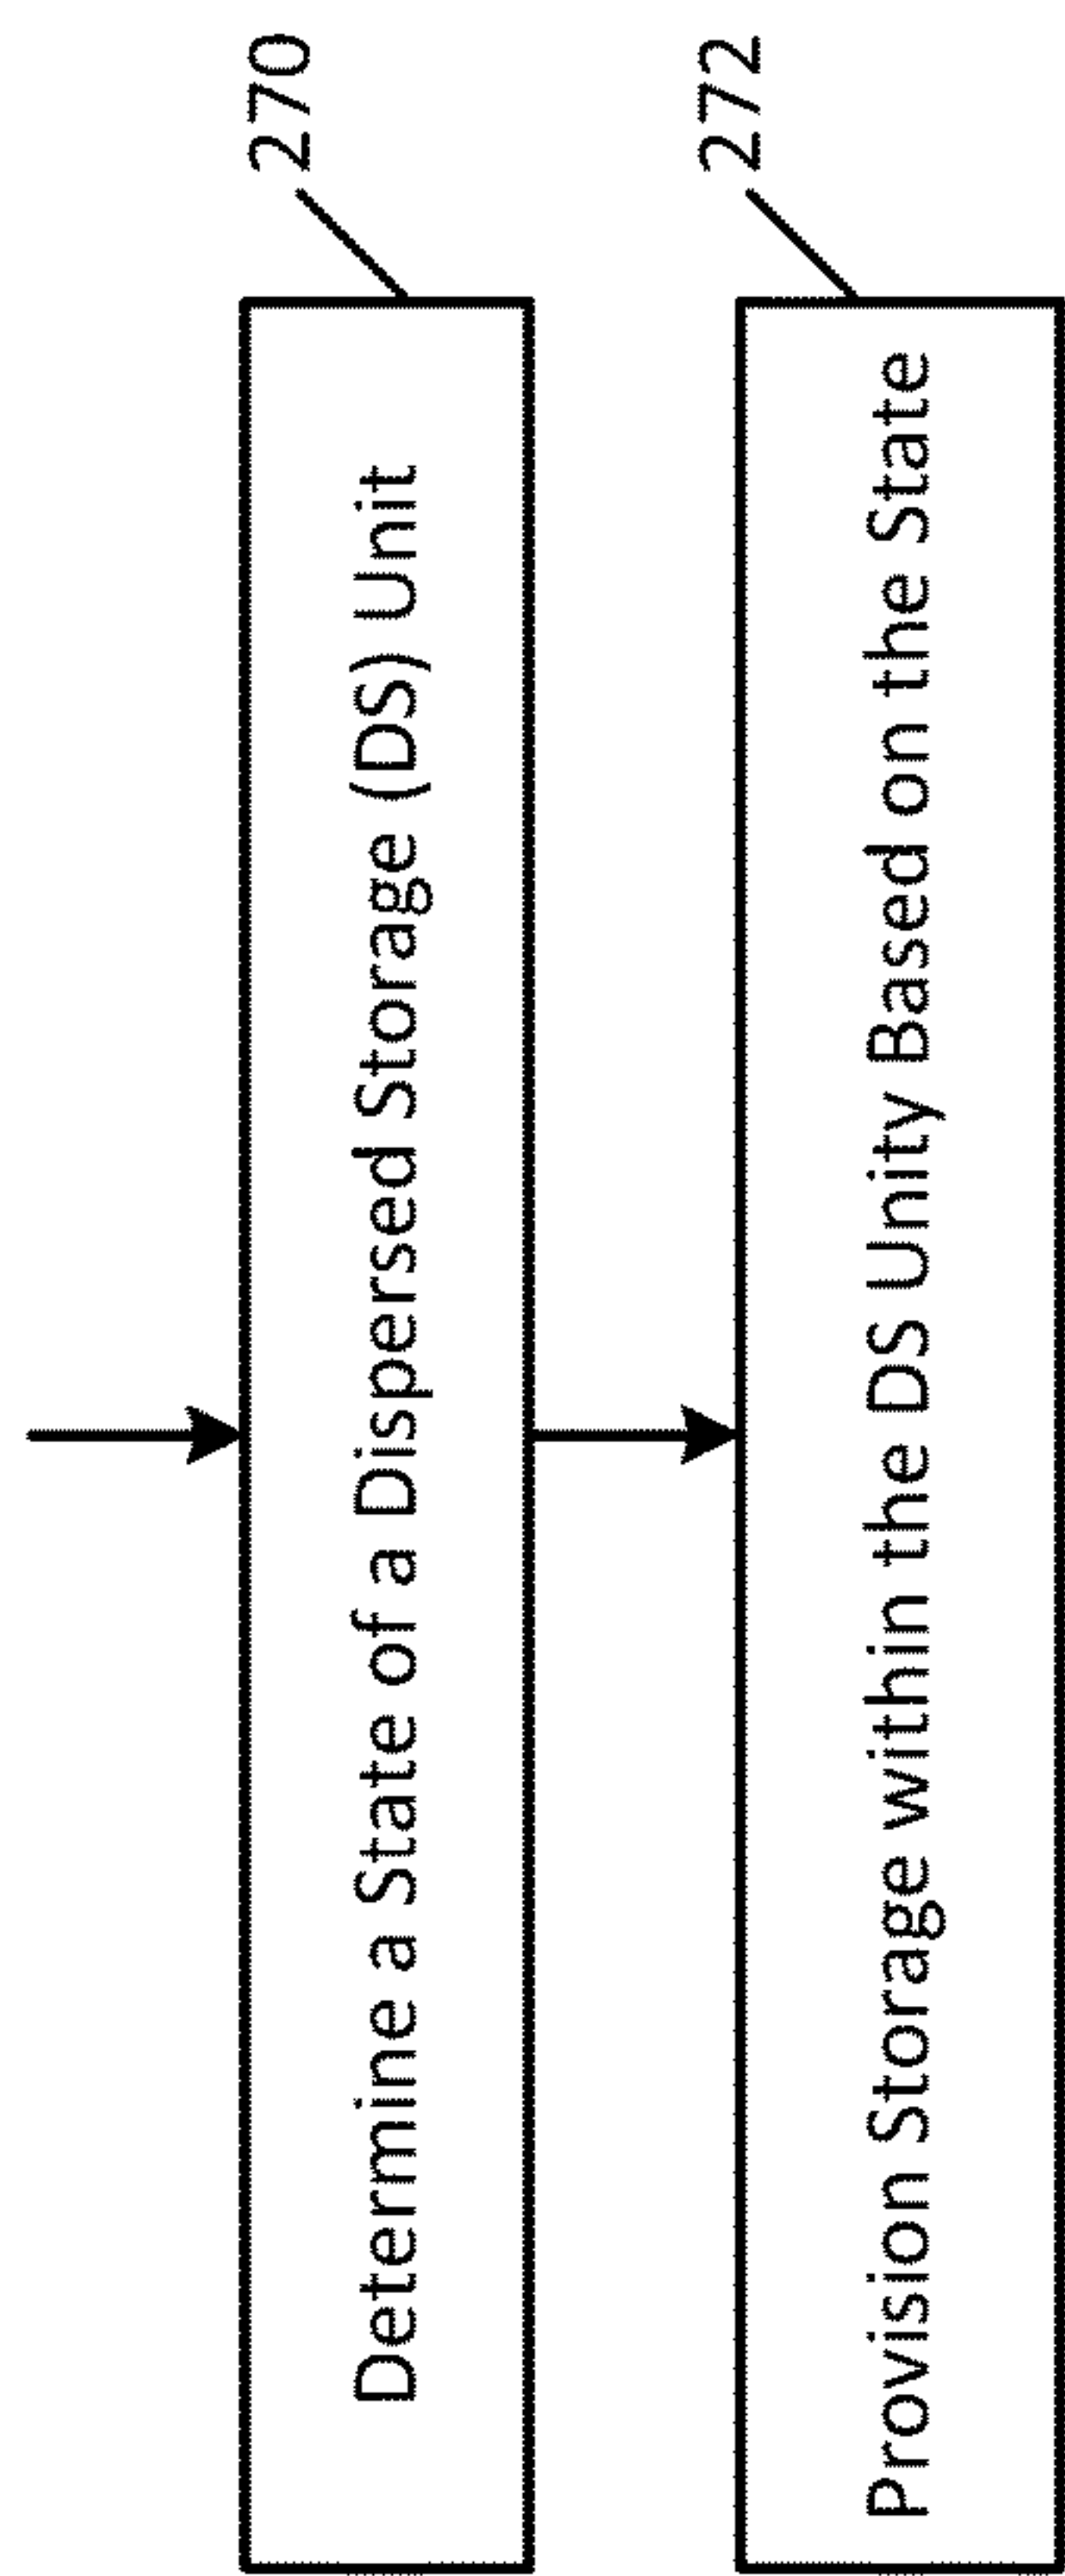 270
Determine a State of a Dispersed Storage (DS) Unit
272
Provision Storage within the DS Unity Based on the State